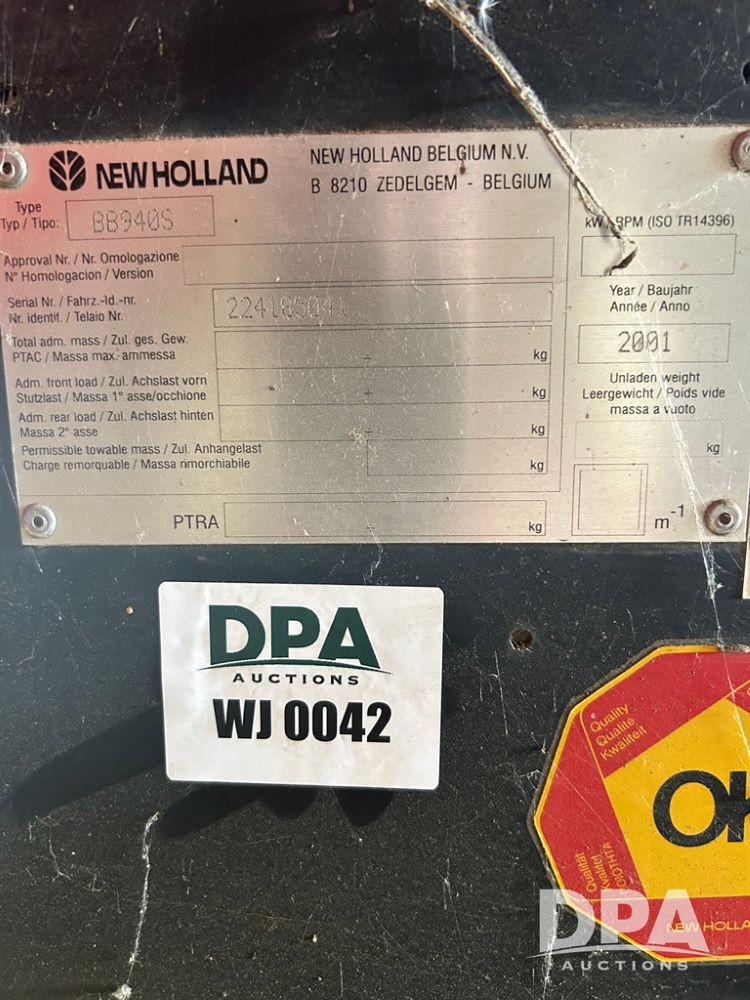 NEW HOLLAND
NEW HOLLAND BELGIUM N.V.
B 8210 ZEDELGEM - BELGIUM
Type
Typ / Tipo:
BB940S
Approval Nr. / Nr. Omologazione
N° Homologacion / Version
Serial Nr. / Fahrz.-Id.-nr.
Nr. identif. / Telaio Nr.
224185041
Total adm. mass / Zul. ges. Gew.
PTAC / Massa max. ammessa
- kg
Adm. front load / Zul. Achslast vorn
Stutzlast / Massa 1° asse/occhione
- kg
Adm. rear load / Zul. Achslast hinten
Massa 2° asse
- kg
Permissible towable mass / Zul. Anhangelast
Charge remorquable / Massa rimorchiabile
kg
PTRA
- kg
kW / RPM (ISO TR14396)
Year / Baujahr
Année / Anno
2001
Unladen weight
Leergewicht / Poids vide
massa a vuoto
kg
m-1
DPA
AUCTIONS
WJ 0042
Quality
Qualité
Kwaliteit
OK
Qualität
Qualitet
Kvalitet
NEW HOLLA
DPA
AUCTIONS